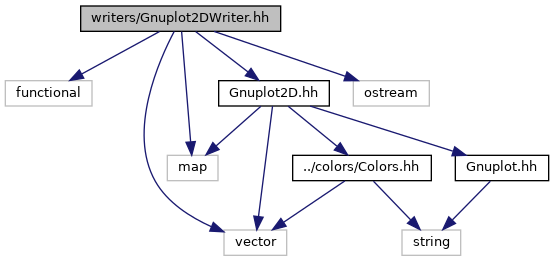 writers/Gnuplot2DWriter.hh
functional
Gnuplot2D.hh
ostream
map
../colors/Colors.hh
Gnuplot.hh
vector
string